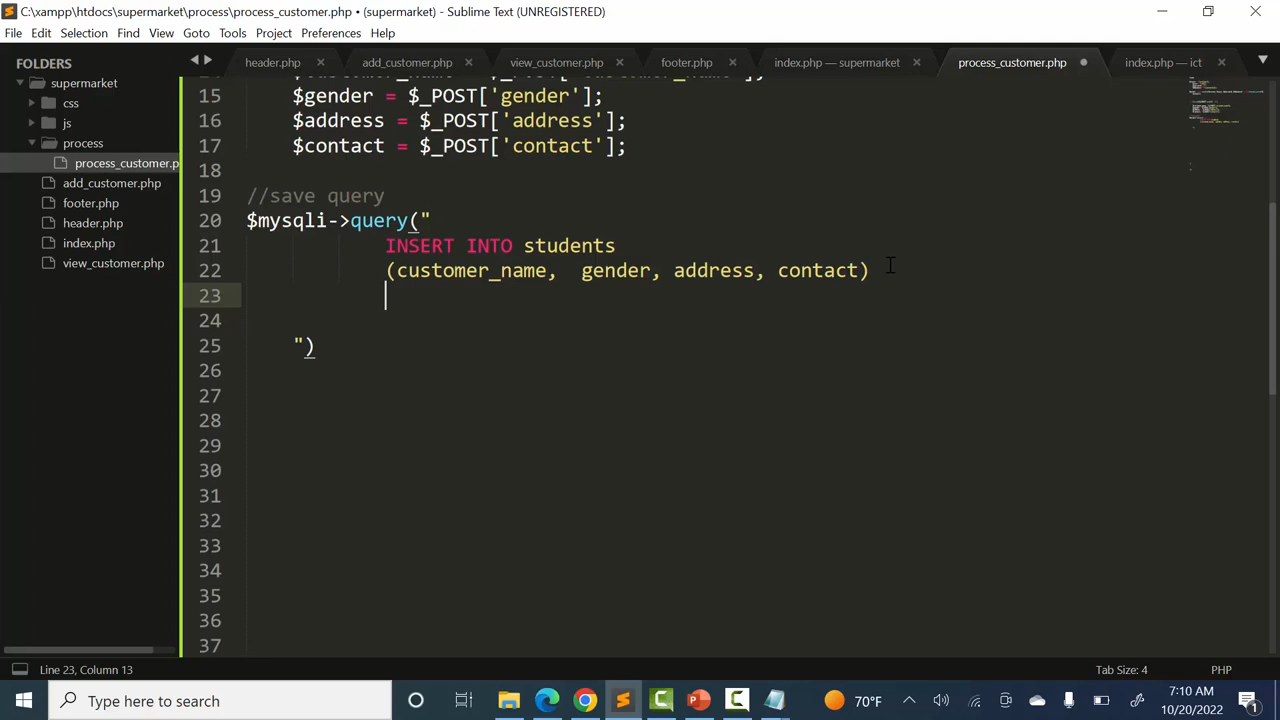 C:\xampp\htdocs\supermarket\process\process_customer.php • (supermarket) - Sublime Text (UNREGISTERED)
File Edit Selection Find View Goto Tools Project Preferences Help
FOLDERS
supermarket
css
js
process
process_customer.p
add_customer.php
footer.php
header.php
index.php
view_customer.php
header.php add_customer.php view_customer.php footer.php index.php — supermarket process_customer.php index.php — ict
15 $gender = $_POST['gender'];
16 $address = $_POST['address'];
17 $contact = $_POST['contact'];
18
19 //save query
20 $mysqli->query("
21 INSERT INTO students
22 (customer_name,  gender, address, contact)
23
24
25 ")
26
27
28
29
30
31
32
33
34
35
36
37
Line 23, Column 13 Tab Size: 4 PHP
Type here to search 70°F 7:10 AM
10/20/2022